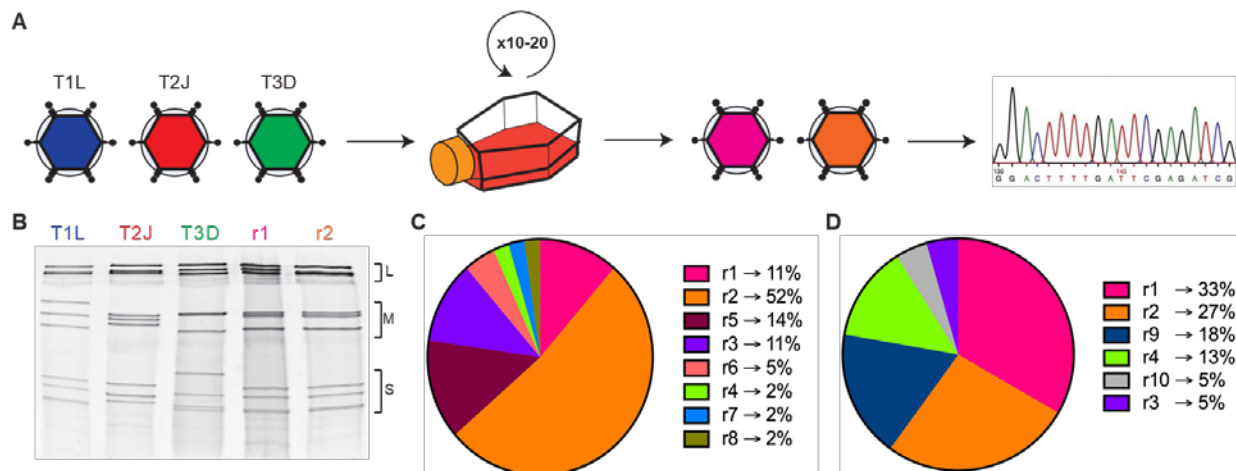 A
x10-20
T1L T2J T3D
130 140
G G A C T T T T G A T T C G A G A T C G
B
T1L T2J T3D r1 r2
L
M
S
C
r1 → 11%
r2 → 52%
r5 → 14%
r3 → 11%
r6 → 5%
r4 → 2%
r7 → 2%
r8 → 2%
D
r1 → 33%
r2 → 27%
r9 → 18%
r4 → 13%
r10 → 5%
r3 → 5%